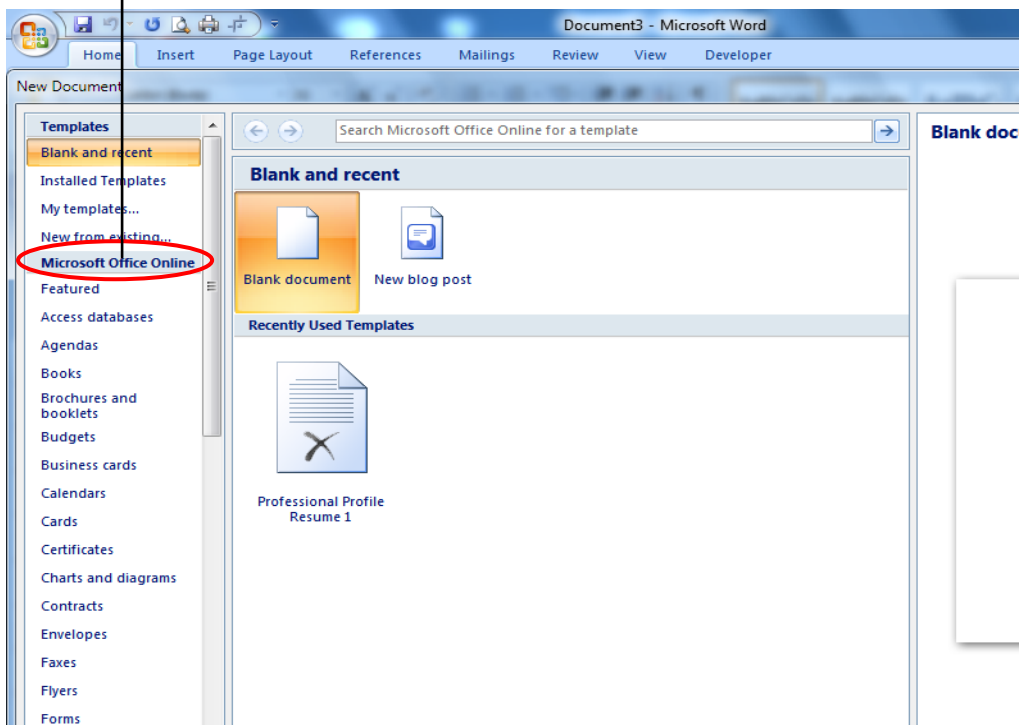 Document3 - Microsoft Word
Home Insert Page Layout References Mailings Review View Developer
New Document
Templates
Blank and recent
Installed Templates
My templates...
New from existing...
Microsoft Office Online
Featured
Access databases
Agendas
Books
Brochures and
booklets
Budgets
Business cards
Calendars
Cards
Certificates
Charts and diagrams
Contracts
Envelopes
Faxes
Flyers
Forms
Search Microsoft Office Online for a template
Blank and recent
Blank document New blog post
Recently Used Templates
Professional Profile
Resume 1
Blank doc